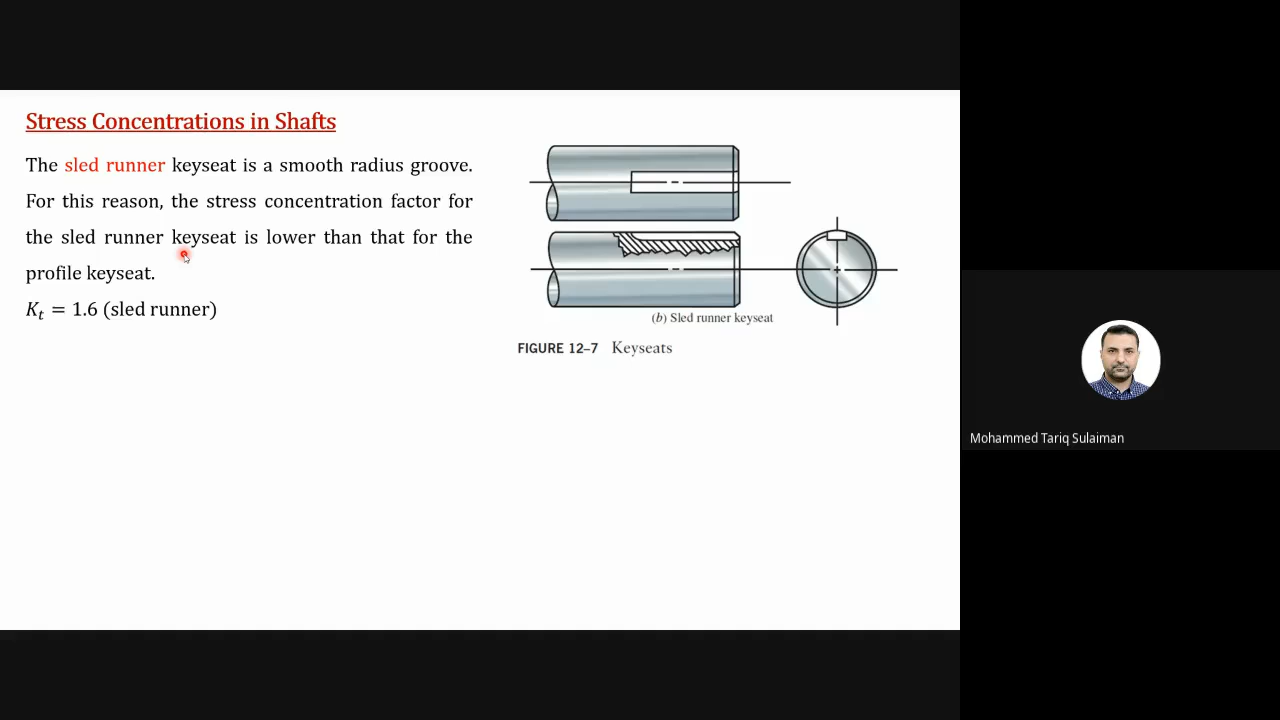 Stress Concentrations in Shafts
The sled runner keyseat is a smooth radius groove.
For this reason, the stress concentration factor for
the sled runner keyseat is lower than that for the
profile keyseat.
K_t = 1.6 (sled runner)
(b) Sled runner keyseat
FIGURE 12–7 Keyseats
Mohammed Tariq Sulaiman